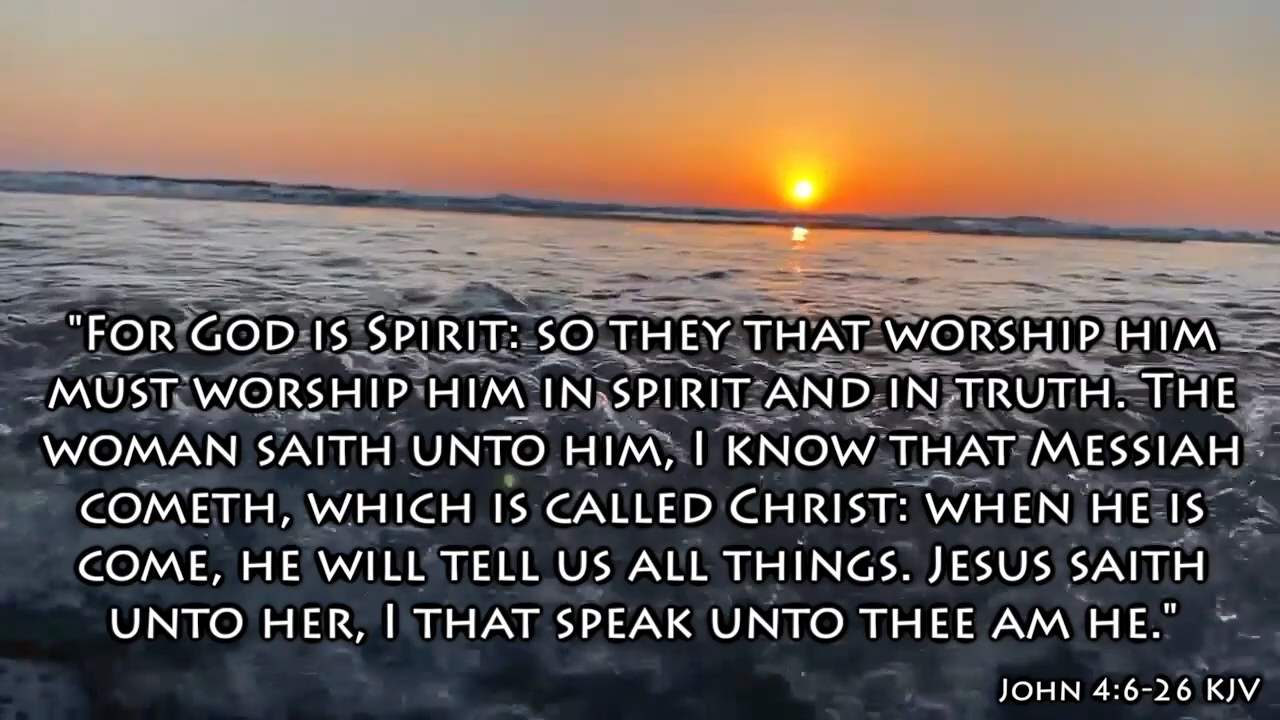 "For God is Spirit: so they that worship him
must worship him in spirit and in truth. The
woman saith unto him, I know that Messiah
cometh, which is called Christ: when he is
come, he will tell us all things. Jesus saith
unto her, I that speak unto thee am he."
John 4:6-26 KJV